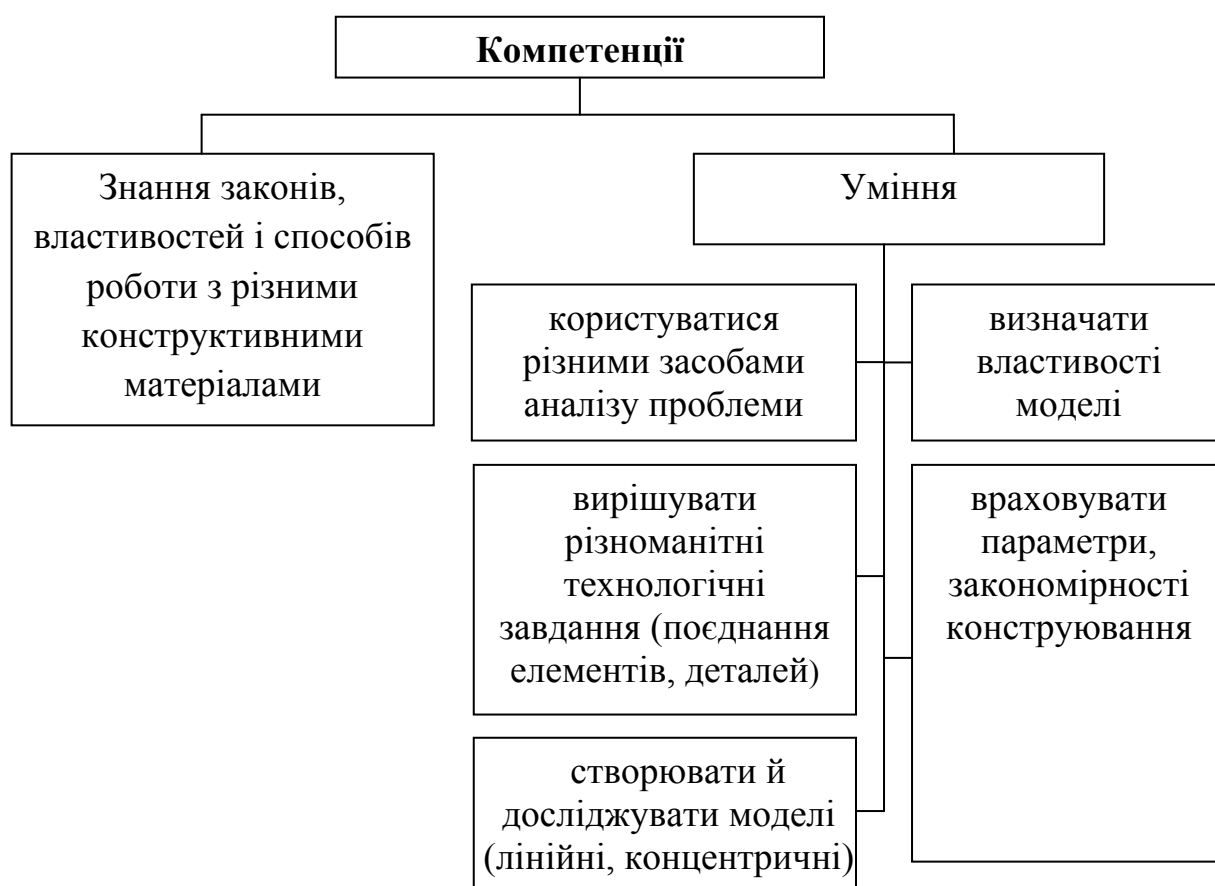 Компетенції
Знання законів,
властивостей і способів
роботи з різними
конструктивними
матеріалами
Уміння
користуватися
різними засобами
аналізу проблеми
визначати
властивості
моделі
вирішувати
різноманітні
технологічні
завдання (поєднання
елементів, деталей)
враховувати
параметри,
закономірності
конструювання
створювати й
досліджувати моделі
(лінійні, концентричні)